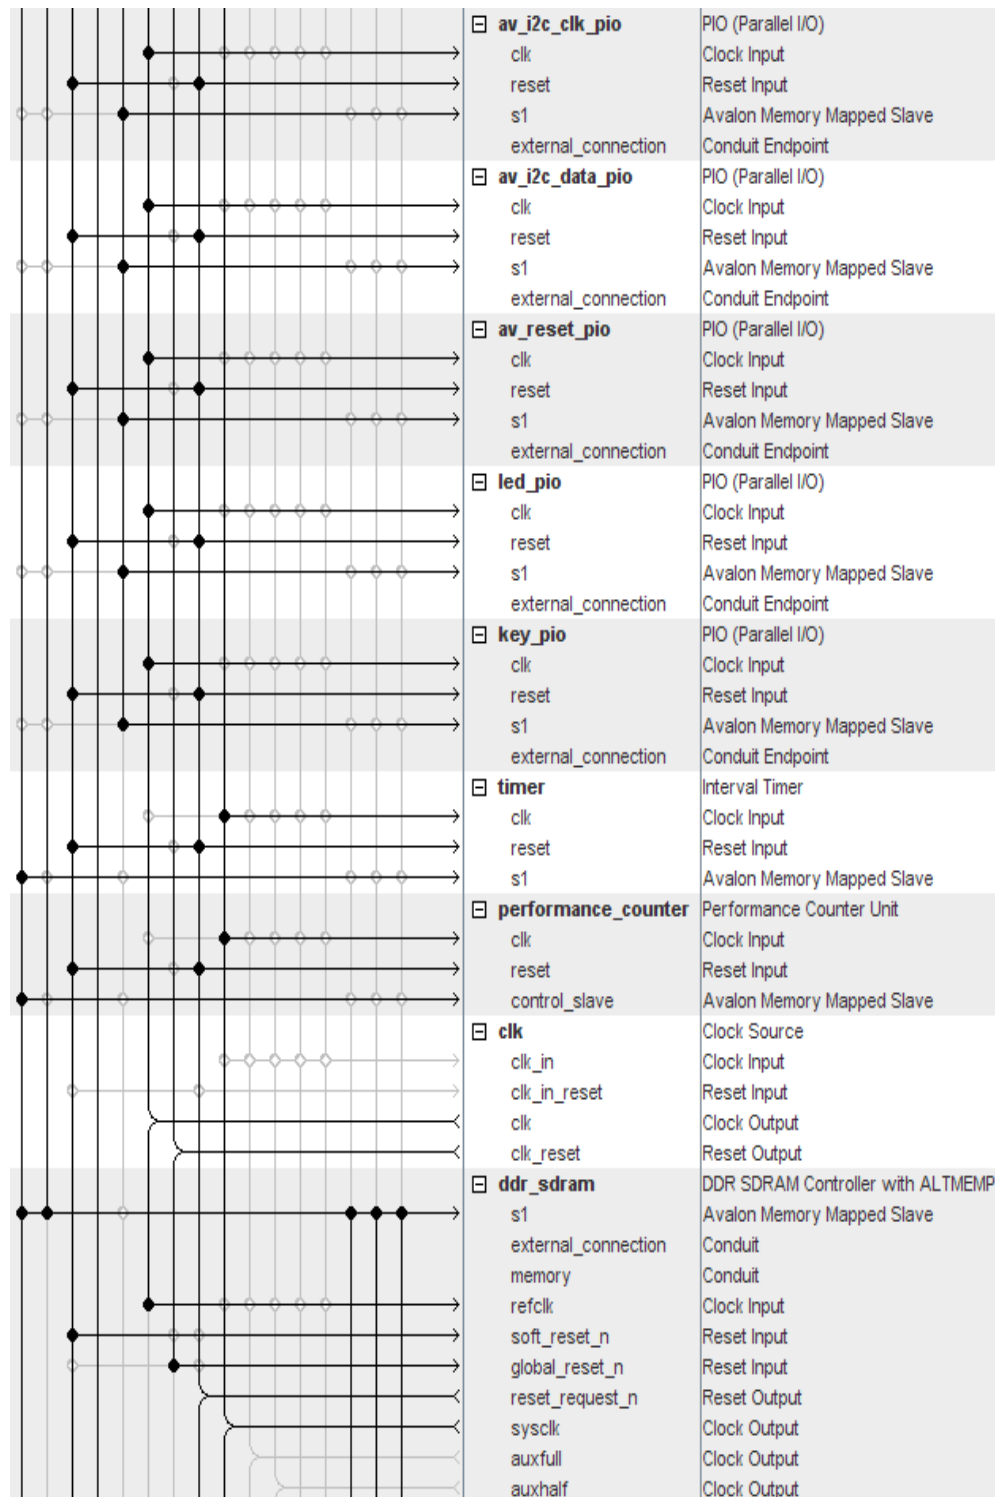 av_i2c_clk_pio PIO (Parallel I/O)
clk Clock Input
reset Reset Input
s1 Avalon Memory Mapped Slave
external_connection Conduit Endpoint
av_i2c_data_pio PIO (Parallel I/O)
clk Clock Input
reset Reset Input
s1 Avalon Memory Mapped Slave
external_connection Conduit Endpoint
av_reset_pio PIO (Parallel I/O)
clk Clock Input
reset Reset Input
s1 Avalon Memory Mapped Slave
external_connection Conduit Endpoint
led_pio PIO (Parallel I/O)
clk Clock Input
reset Reset Input
s1 Avalon Memory Mapped Slave
external_connection Conduit Endpoint
key_pio PIO (Parallel I/O)
clk Clock Input
reset Reset Input
s1 Avalon Memory Mapped Slave
external_connection Conduit Endpoint
timer Interval Timer
clk Clock Input
reset Reset Input
s1 Avalon Memory Mapped Slave
performance_counter Performance Counter Unit
clk Clock Input
reset Reset Input
control_slave Avalon Memory Mapped Slave
clk Clock Source
clk_in Clock Input
clk_in_reset Reset Input
clk Clock Output
clk_reset Reset Output
ddr_sdram DDR SDRAM Controller with ALTMEMP
s1 Avalon Memory Mapped Slave
external_connection Conduit
memory Conduit
refclk Clock Input
soft_reset_n Reset Input
global_reset_n Reset Input
reset_request_n Reset Output
sysclk Clock Output
auxfull Clock Output
auxhalf Clock Output